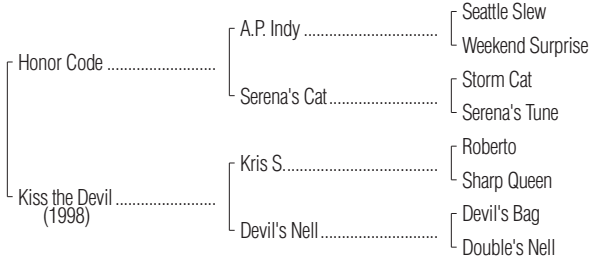 Seattle Slew
A.P. Indy
Weekend Surprise
Honor Code
Storm Cat
Serena's Cat
Serena's Tune
Roberto
Kris S.
Sharp Queen
Kiss the Devil
(1998)
Devil's Bag
Devil's Nell
Double's Nell